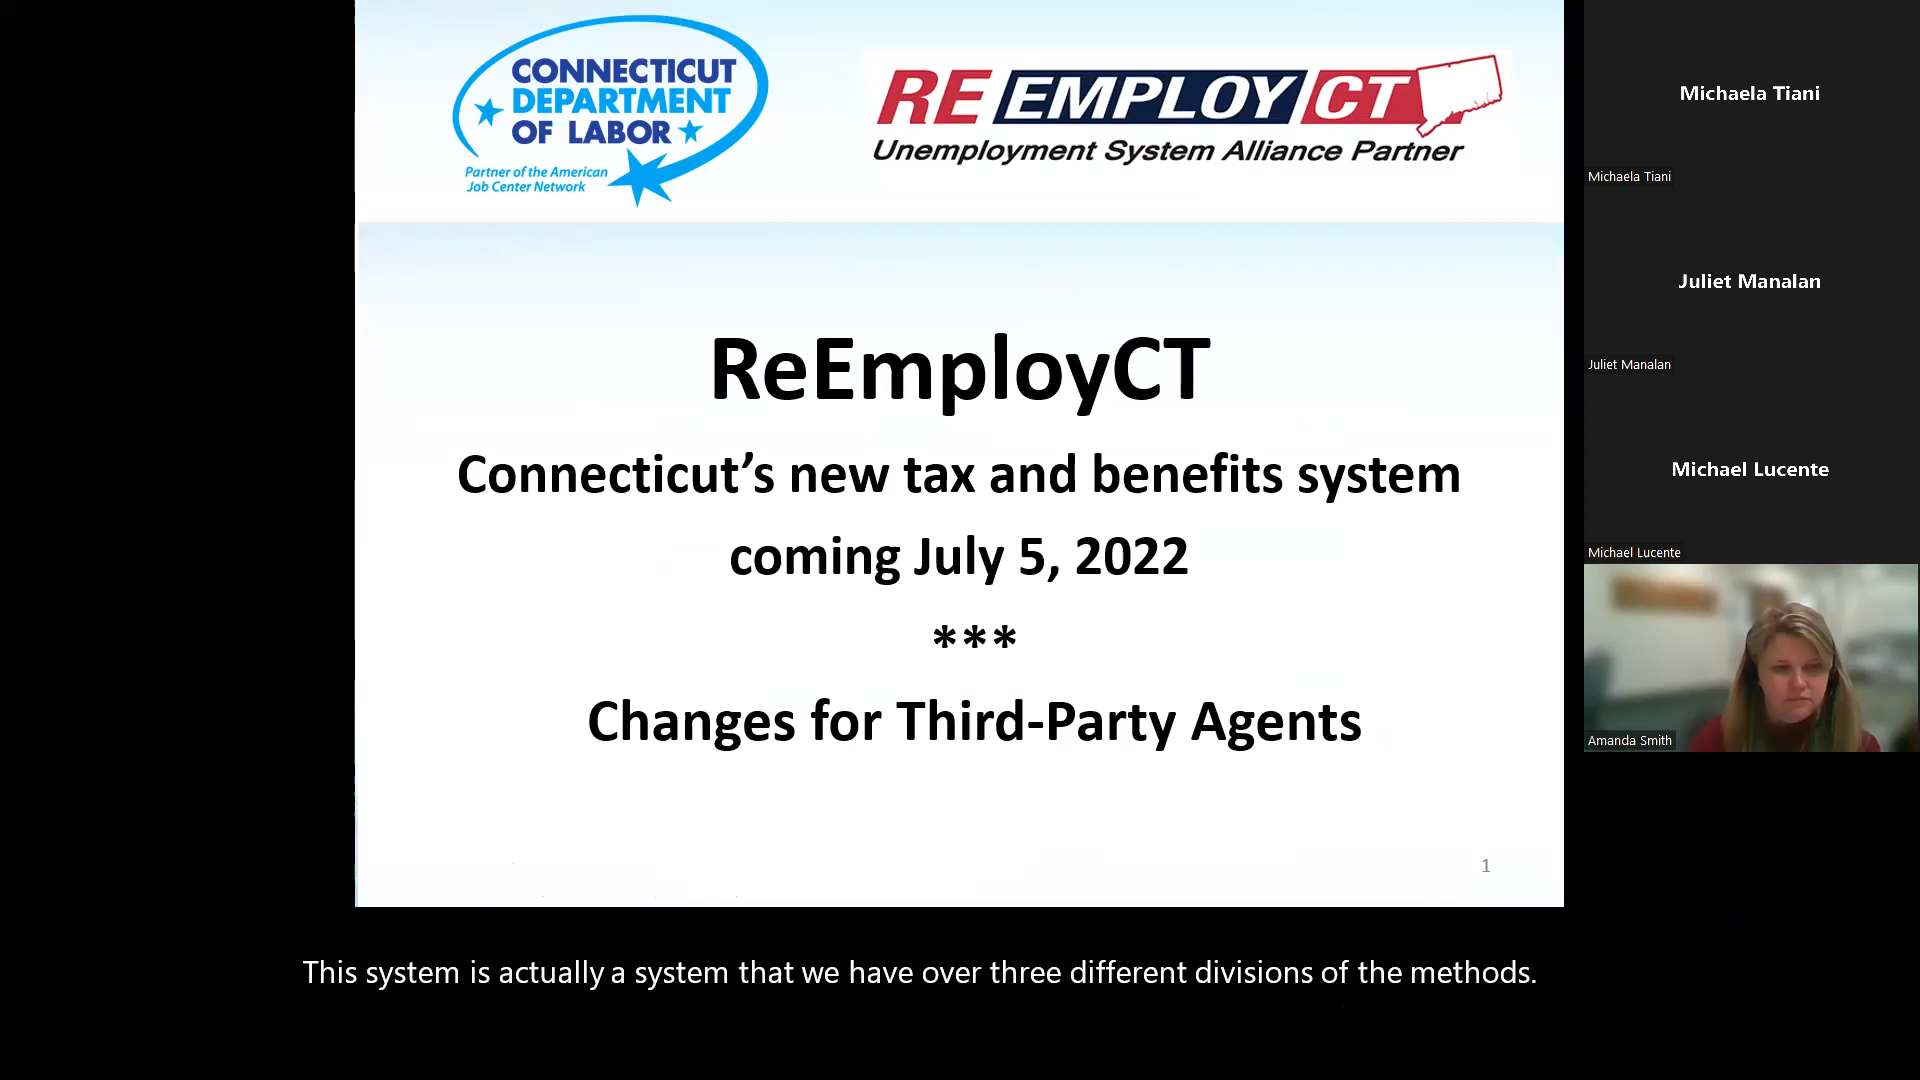 CONNECTICUT
DEPARTMENT
OF LABOR
Partner of the American
Job Center Network
RE EMPLOY CT
Unemployment System Alliance Partner
ReEmployCT
Connecticut’s new tax and benefits system
coming July 5, 2022
***
Changes for Third-Party Agents
1
This system is actually a system that we have over three different divisions of the methods.
Michaela Tiani
Michaela Tiani
Juliet Manalan
Juliet Manalan
Michael Lucente
Michael Lucente
Amanda Smith